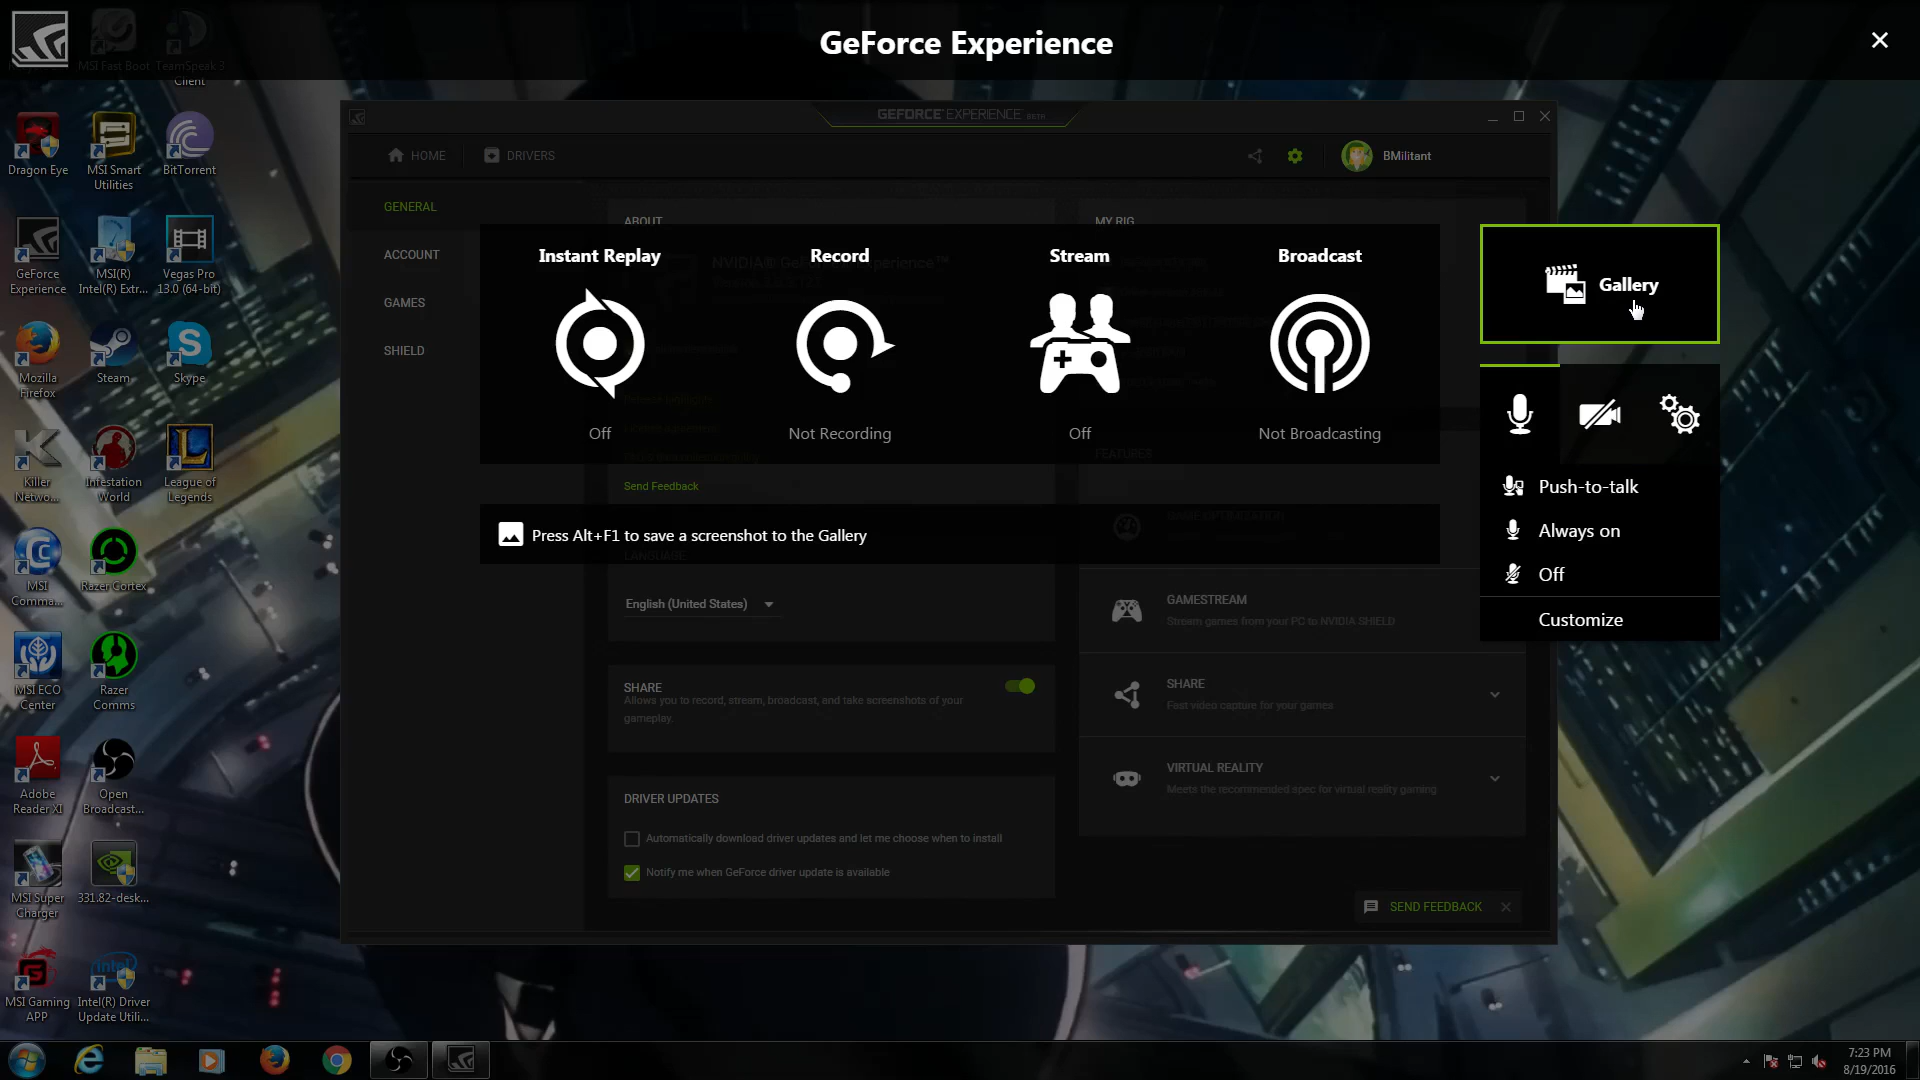 GeForce Experience
MSI Fast Boot
TeamSpeak 3
Client
Dragon Eye
MSI Smart
Utilities
BitTorrent
GeForce
Experience
MSI(R)
Intel(R) Extr...
Vegas Pro
13.0 (64-bit)
Mozilla
Firefox
Steam
Skype
Killer
Netwo...
Infestation
World
League of
Legends
MSI
Comma...
Razer Cortex
MSI ECO
Center
Razer
Comms
Adobe
Reader XI
Open
Broadcast...
MSI Super
Charger
331.82-desk...
MSI Gaming
APP
Intel(R) Driver
Update Utili...
GEFORCE EXPERIENCE BETA
HOME
DRIVERS
BMilitant
GENERAL
ACCOUNT
GAMES
SHIELD
ABOUT
MY RIG
Instant Replay
Record
Stream
Broadcast
NVIDIA® GeForce Experience™
Off
Not Recording
Off
Not Broadcasting
FEATURES
Send Feedback
Press Alt+F1 to save a screenshot to the Gallery
GAME OPTIMIZATION
LANGUAGE
English (United States)
GAMESTREAM
Stream games from your PC to NVIDIA SHIELD
SHARE
Allows you to record, stream, broadcast, and take screenshots of your
gameplay.
SHARE
Fast video capture for your games
VIRTUAL REALITY
Meets the recommended spec for virtual reality gaming
DRIVER UPDATES
Automatically download driver updates and let me choose when to install
Notify me when GeForce driver update is available
SEND FEEDBACK
Gallery
Push-to-talk
Always on
Off
Customize
7:23 PM
8/19/2016